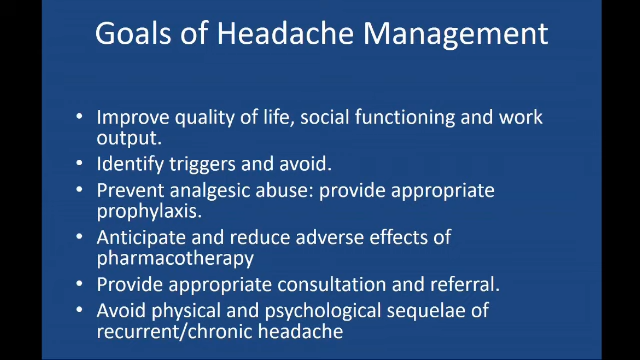 Goals of Headache Management
• Improve quality of life, social functioning and work
output.
• Identify triggers and avoid.
• Prevent analgesic abuse: provide appropriate
prophylaxis.
• Anticipate and reduce adverse effects of
pharmacotherapy
• Provide appropriate consultation and referral.
• Avoid physical and psychological sequelae of
recurrent/chronic headache